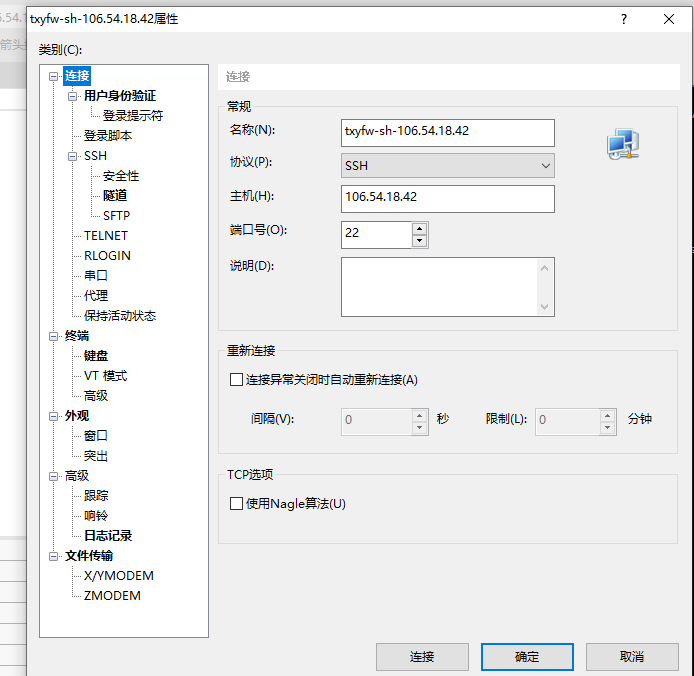 txyfw-sh-106.54.18.42属性
类别(C):
连接
用户身份验证
登录提示符
登录脚本
SSH
安全性
隧道
SFTP
TELNET
RLOGIN
串口
代理
保持活动状态
终端
键盘
VT 模式
高级
外观
窗口
突出
高级
跟踪
响铃
日志记录
文件传输
X/YMODEM
ZMODEM
连接
常规
名称(N):
txyfw-sh-106.54.18.42
协议(P):
SSH
主机(H):
106.54.18.42
端口号(O):
22
说明(D):
重新连接
连接异常关闭时自动重新连接(A)
间隔(V): 0 秒 限制(L): 0 分钟
TCP选项
使用Nagle算法(U)
连接 确定 取消